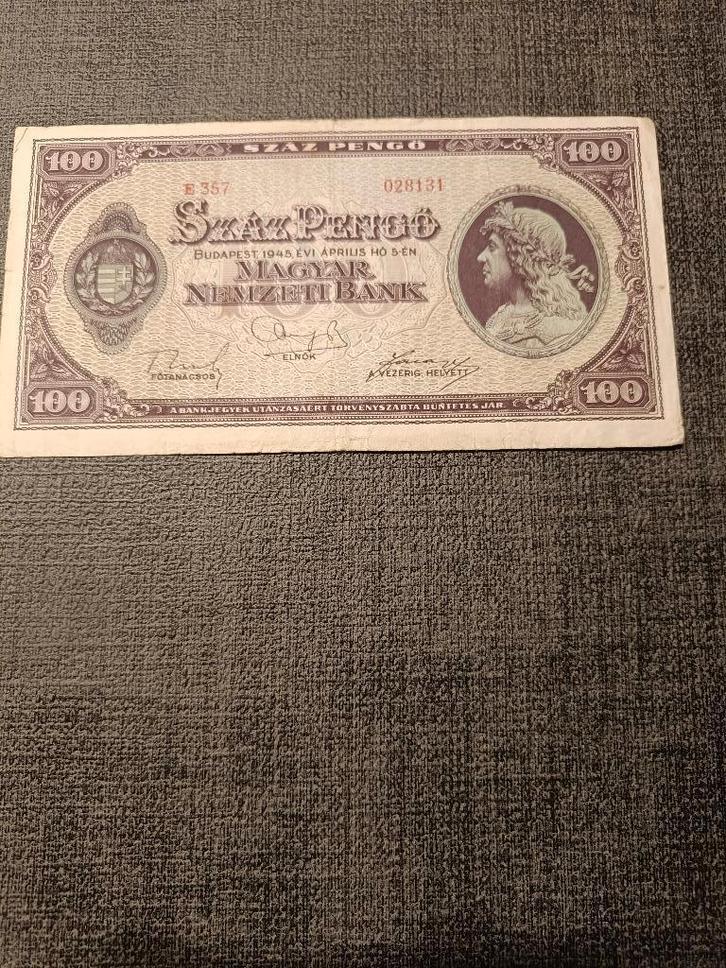 100 SZÁZ PENGŐ 100
E 357 028131
SZÁZ PENGŐ
BUDAPEST, 1945. ÉVI ÁPRILIS HÓ 5-ÉN
MAGYAR
NEMZETI BANK
FŐTANÁCSOS ELNÖK A VEZÉRIG. HELYETT
100 A BANKJEGYEK UTÁNZÁSÁÉRT TÖRVÉNYSZABTA BÜNTETÉS JÁR 100